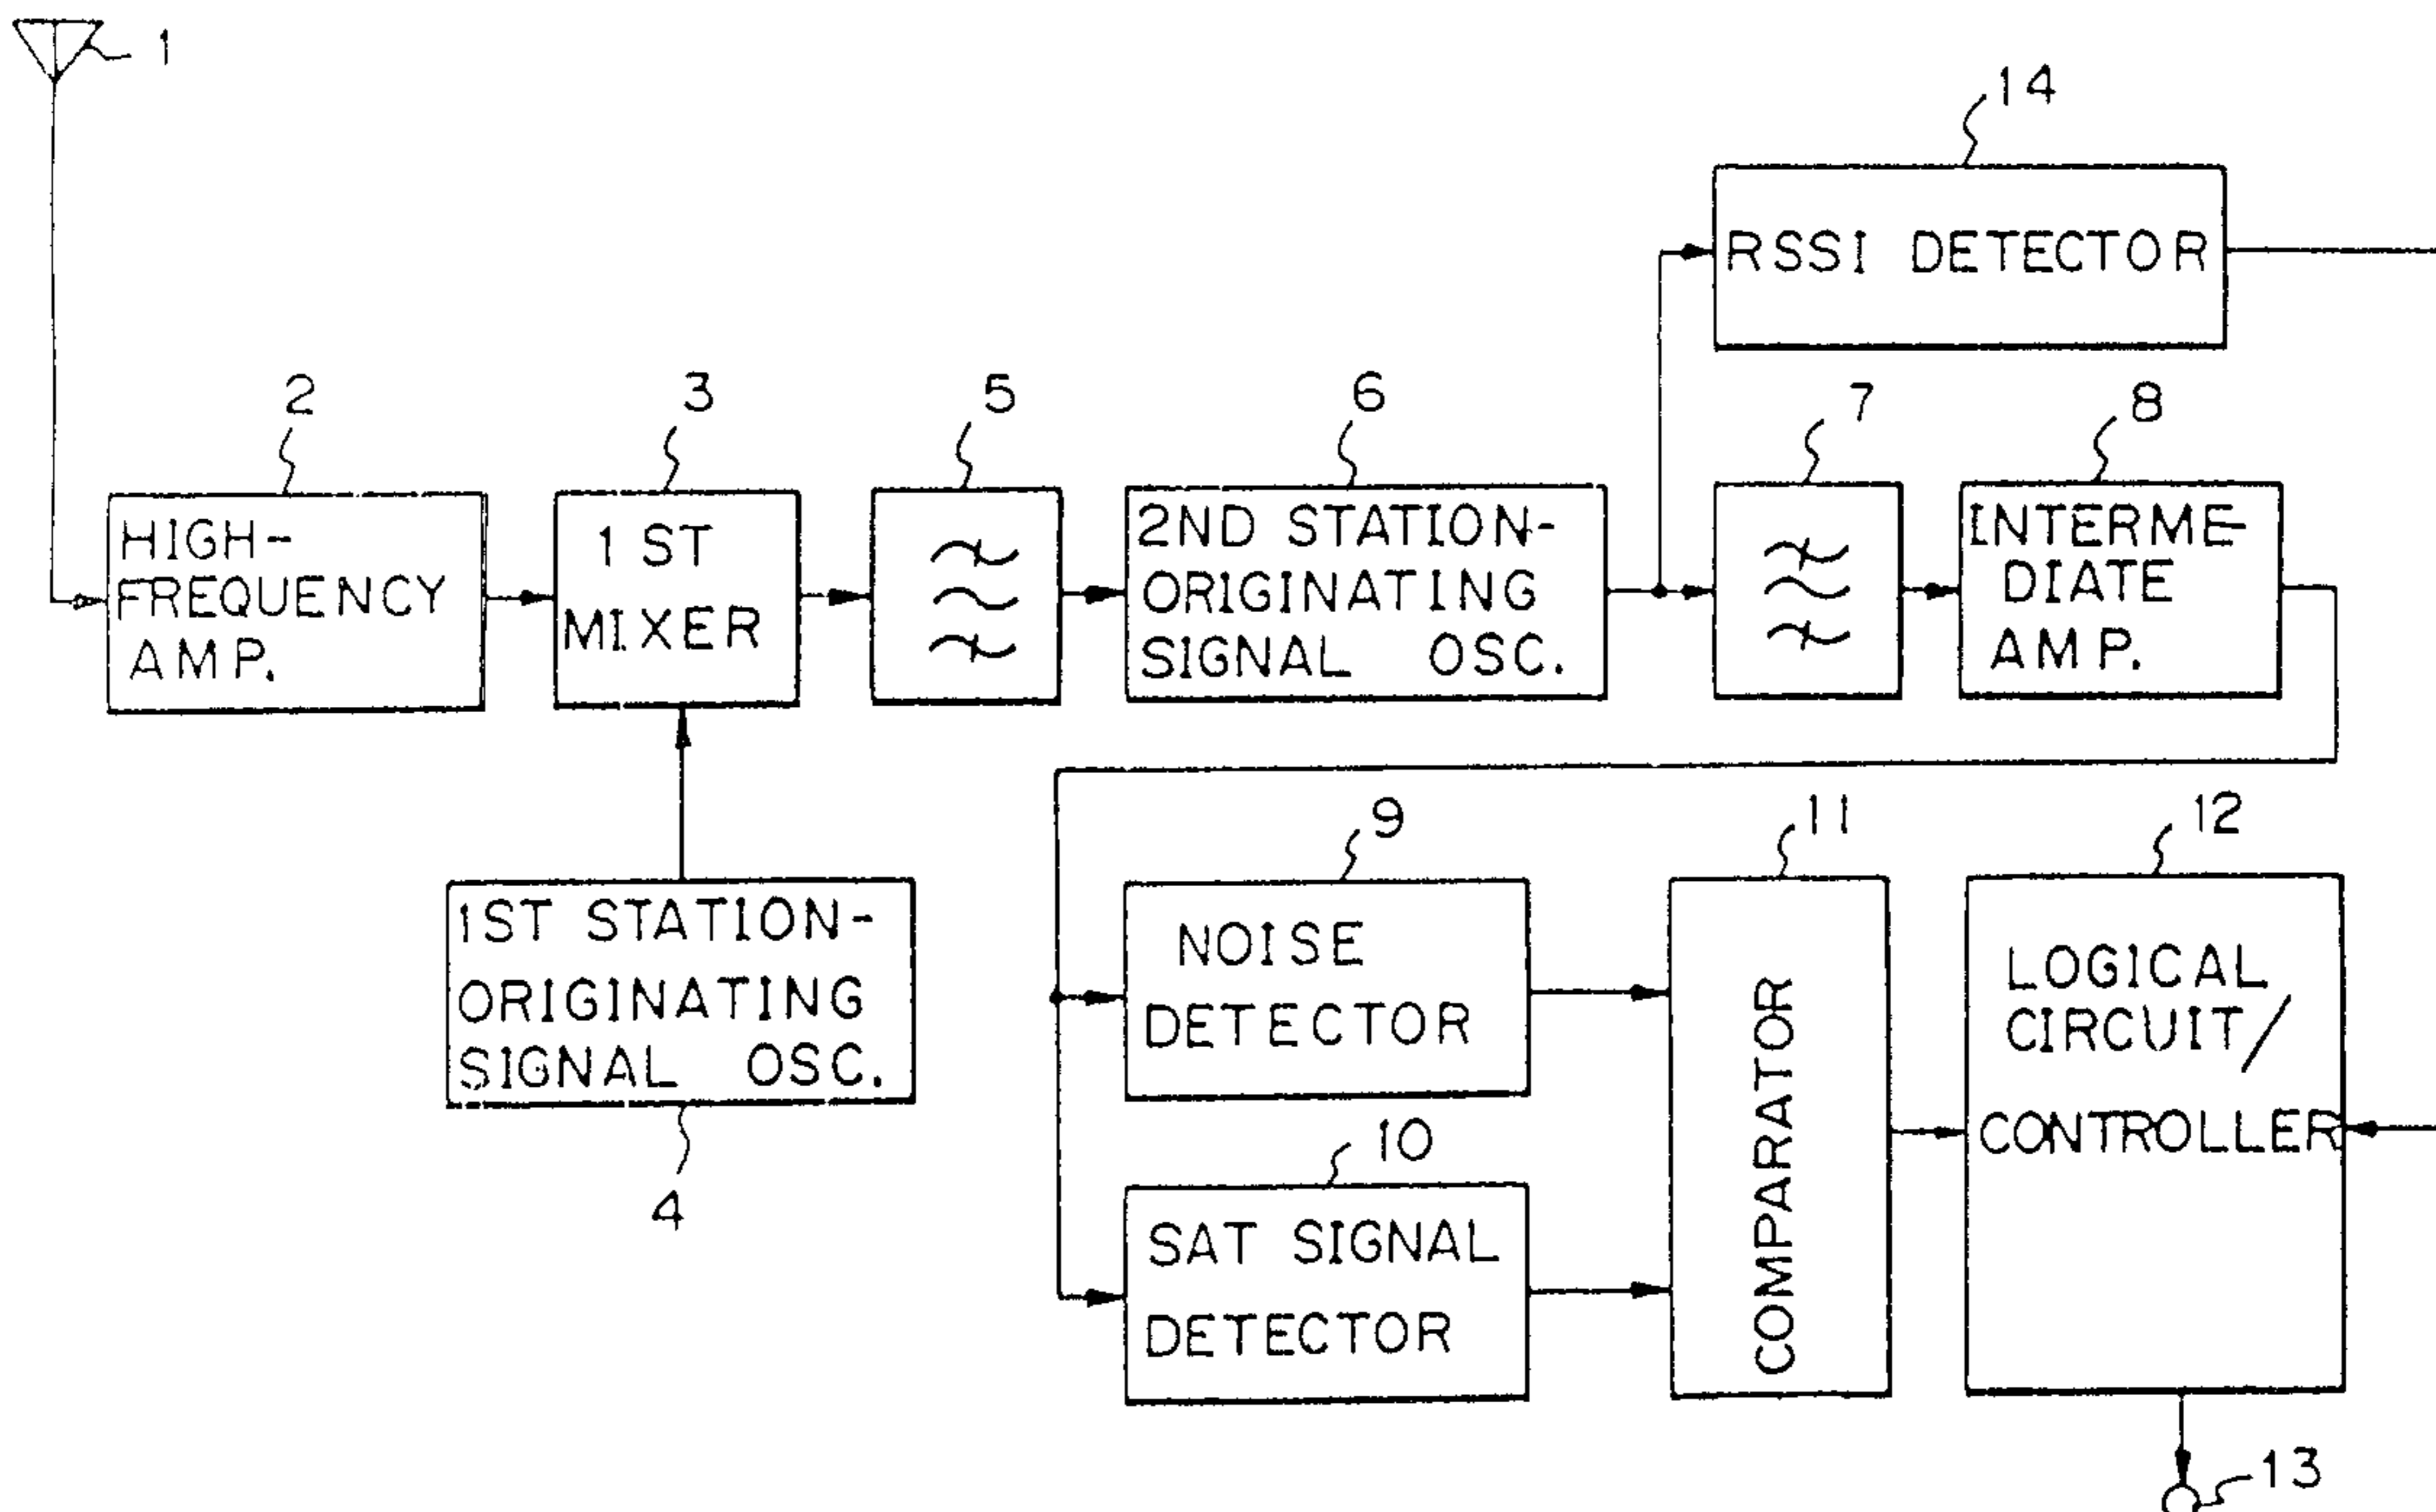 1
14
RSSI DETECTOR
2
3
5
6
7
8
HIGH-
FREQUENCY
AMP.
1 ST
MIXER
2ND STATION-
ORIGINATING
SIGNAL OSC.
INTERME-
DIATE
AMP.
9
11
12
1ST STATION-
ORIGINATING
SIGNAL OSC.
4
NOISE
DETECTOR
10
SAT SIGNAL
DETECTOR
COMPARATOR
LOGICAL
CIRCUIT/
CONTROLLER
13